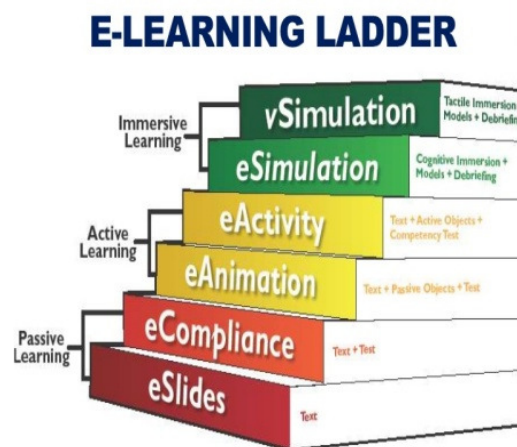 E-LEARNING LADDER
Immersive
Learning
vSimulation
Tactile Immersion
Models + Debriefing
eSimulation
Cognitive Immersion +
Models + Debriefing
Active
Learning
eActivity
Text + Active Objects +
Competency Test
eAnimation
Text + Passive Objects + Test
Passive
Learning
eCompliance
Text + Test
eSlides
Text